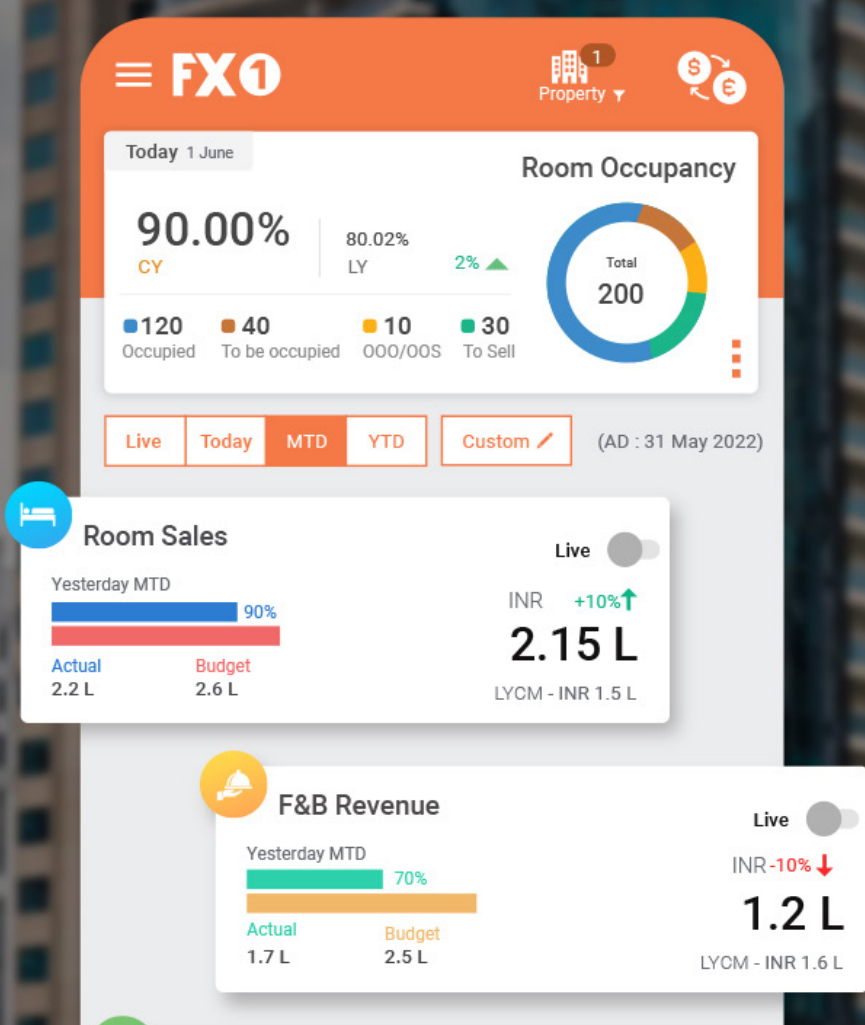 FX1
1
Property
Today 1 June
Room Occupancy
90.00%
CY
80.02%
LY
2%
Total
200
120
Occupied
40
To be occupied
10
OOO/OOS
30
To Sell
Live
Today
MTD
YTD
Custom
(AD : 31 May 2022)
Room Sales
Live
Yesterday MTD
90%
Actual
2.2 L
Budget
2.6 L
INR +10%
2.15 L
LYCM - INR 1.5 L
F&B Revenue
Live
Yesterday MTD
70%
Actual
1.7 L
Budget
2.5 L
INR -10%
1.2 L
LYCM - INR 1.6 L